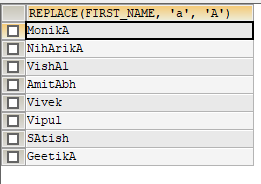 REPLACE(FIRST_NAME, 'a', 'A')
MonikA
NihArikA
VishAl
AmitAbh
Vivek
Vipul
SAtish
GeetikA